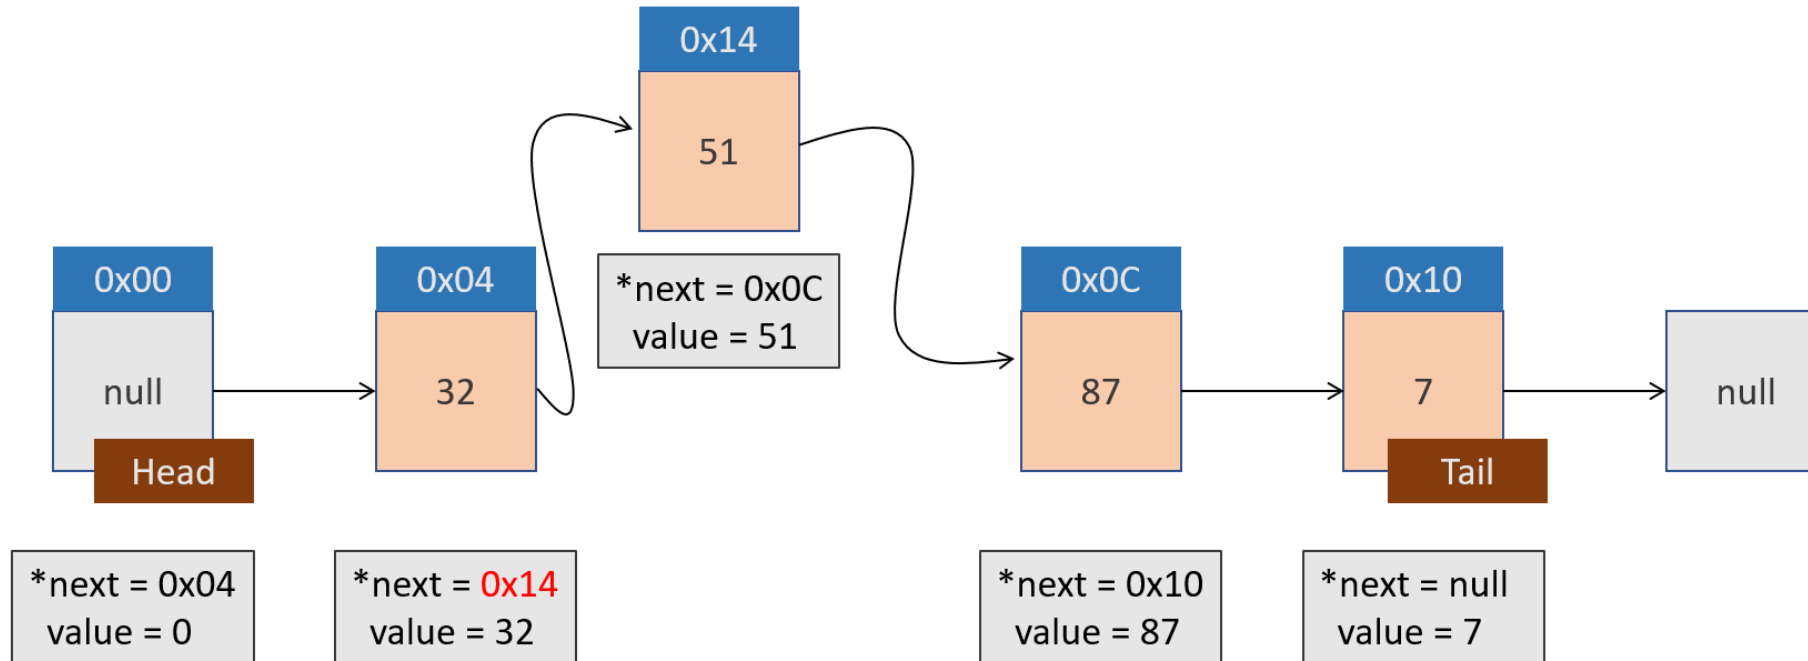 0x14
51
*next = 0x0C
value = 51
0x00
null
Head
*next = 0x04
value = 0
0x04
32
*next = 0x14
value = 32
0x0C
87
*next = 0x10
value = 87
0x10
7
Tail
*next = null
value = 7
null